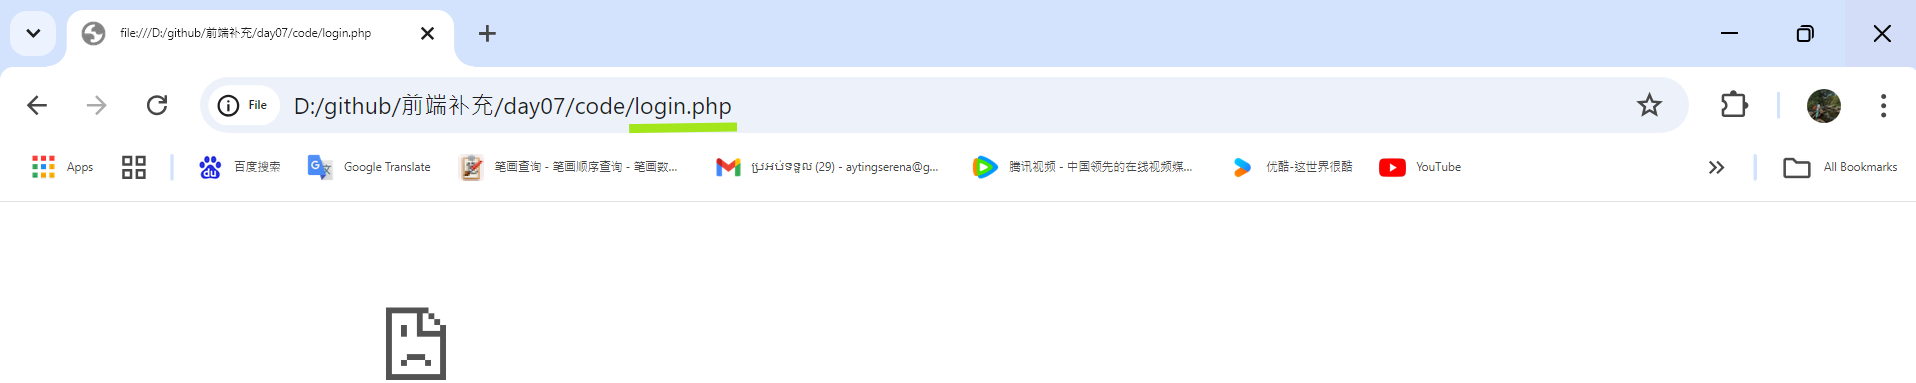 file:///D:/github/前端补充/day07/code/login.php
File D:/github/前端补充/day07/code/login.php
Apps 百度搜索 Google Translate 笔画查询 - 笔画顺序查询 - 笔画数... ប្រអប់ទទួល (29) - aytingserena@g... 腾讯视频 - 中国领先的在线视频媒... 优酷-这世界很酷 YouTube All Bookmarks